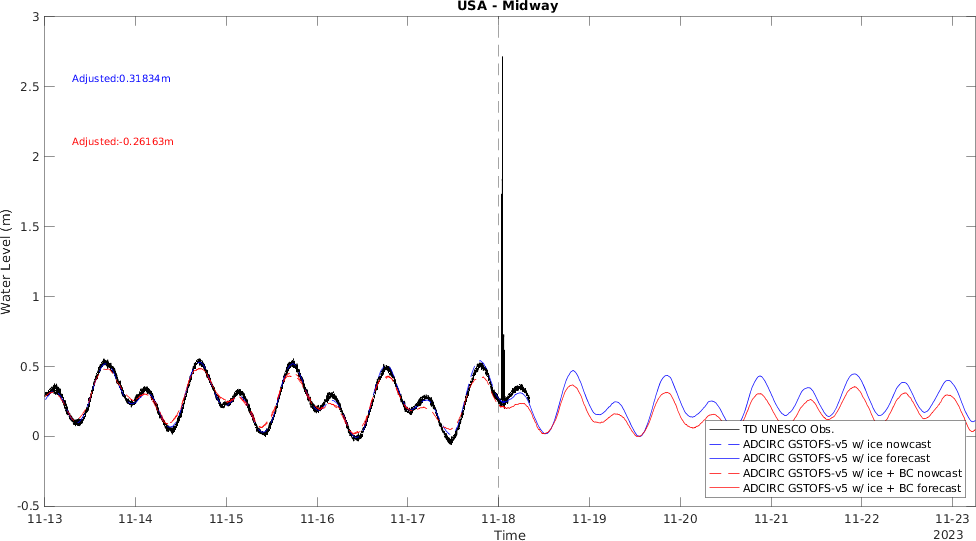 USA - Midway
3
2.5
2
1.5
1
0.5
0
-0.5
Water Level (m)
Adjusted:0.31834m
Adjusted:-0.26163m
TD UNESCO Obs.
ADCIRC GSTOFS-v5 w/ ice nowcast
ADCIRC GSTOFS-v5 w/ ice forecast
ADCIRC GSTOFS-v5 w/ ice + BC nowcast
ADCIRC GSTOFS-v5 w/ ice + BC forecast
11-13 11-14 11-15 11-16 11-17 11-18 11-19 11-20 11-21 11-22 11-23
Time
2023